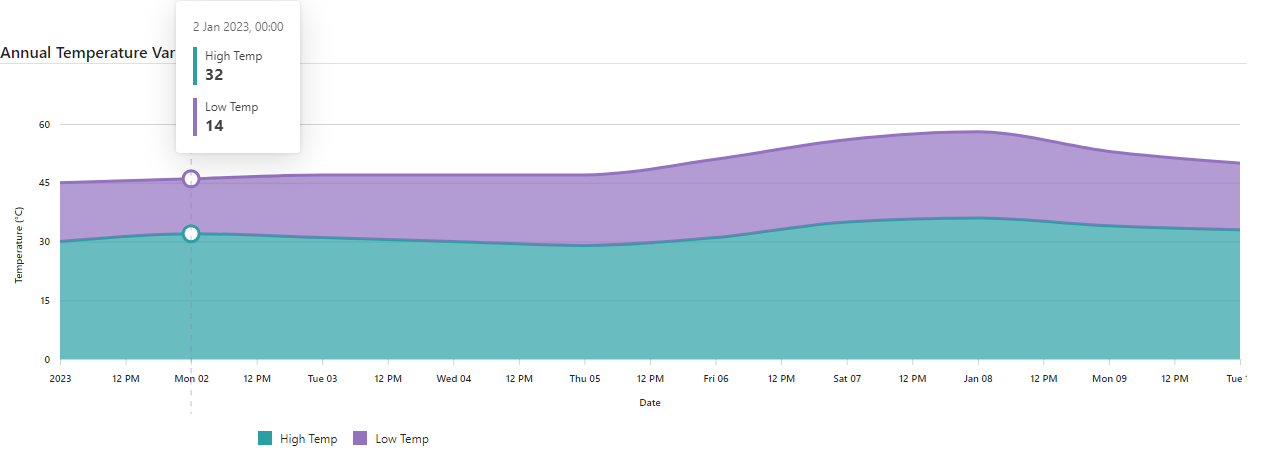 2 Jan 2023, 00:00
High Temp
32
Low Temp
14
Annual Temperature Var
60
45
30
15
0
Temperature (°C)
2023 12 PM Mon 02 12 PM Tue 03 12 PM Wed 04 12 PM Thu 05 12 PM Fri 06 12 PM Sat 07 12 PM Jan 08 12 PM Mon 09 12 PM Tue
Date
High Temp Low Temp